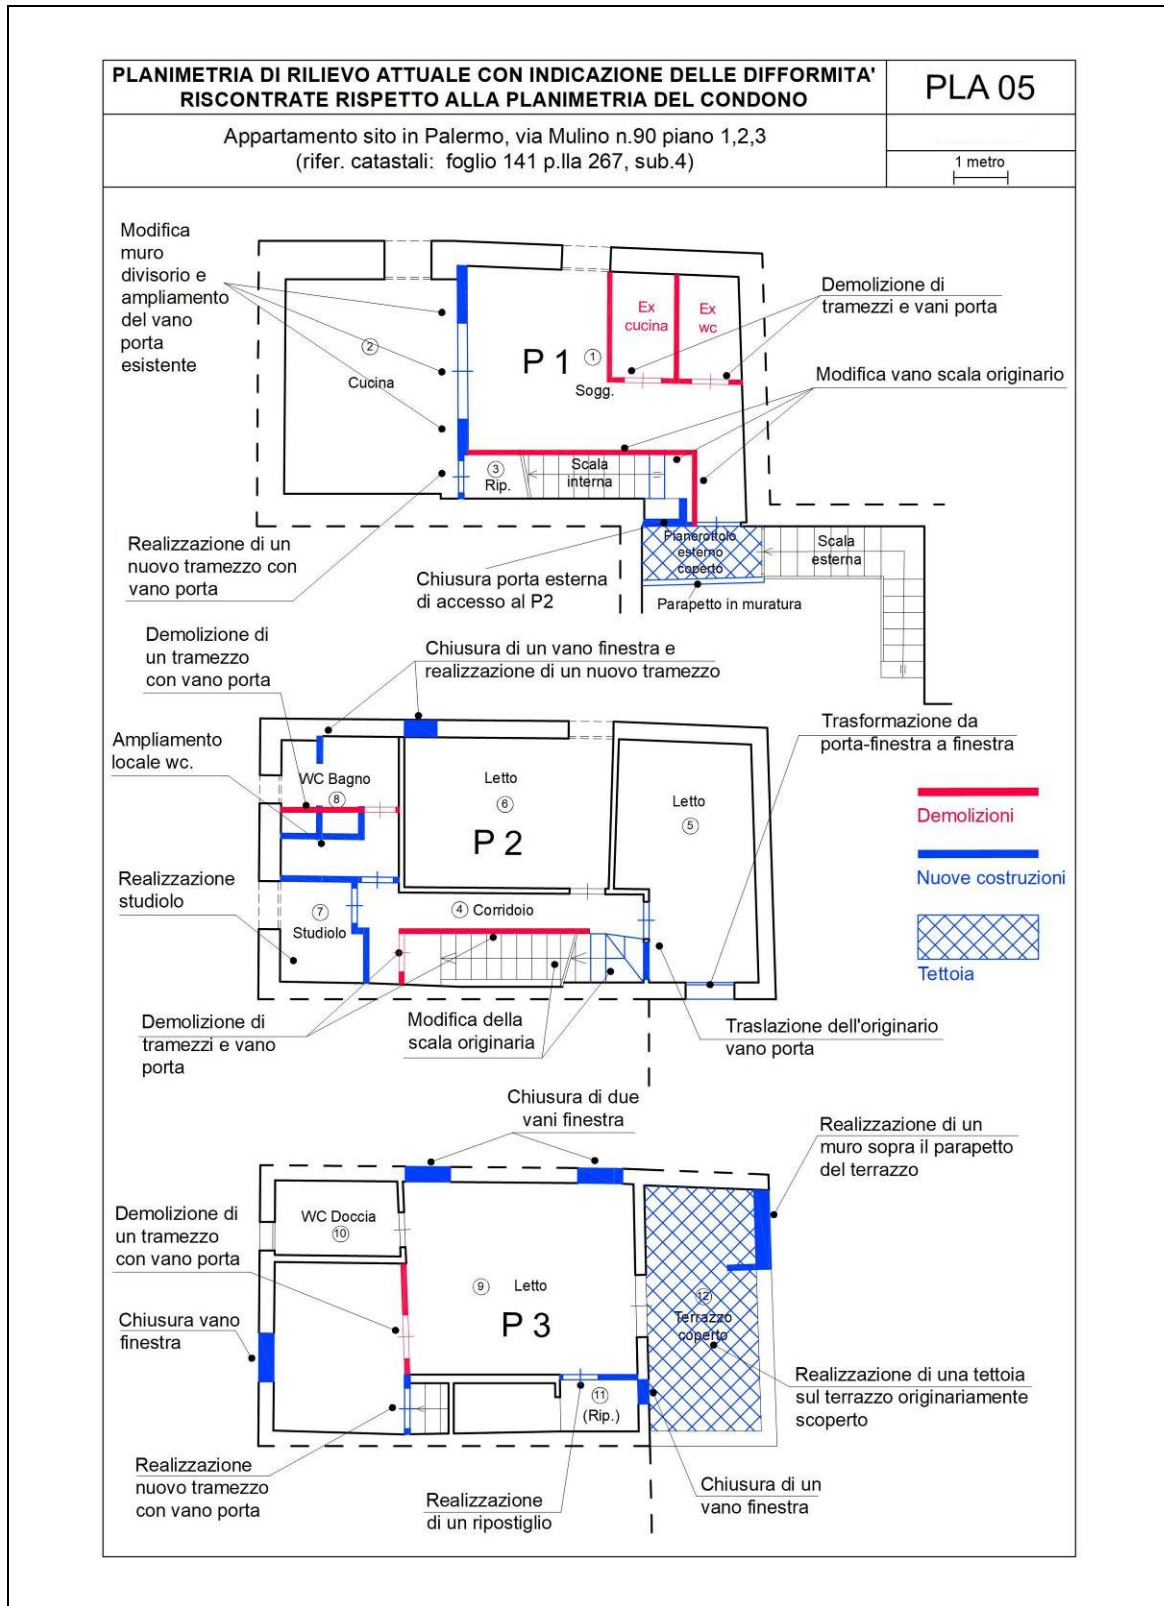 PLANIMETRIA DI RILIEVO ATTUALE CON INDICAZIONE DELLE DIFFORMITA'
RISCONTRATE RISPETTO ALLA PLANIMETRIA DEL CONDONO
PLA 05
Appartamento sito in Palermo, via Mulino n.90 piano 1,2,3
(rifer. catastali: foglio 141 p.lla 267, sub.4)
1 metro
Modifica
muro
divisorio e
ampliamento
del vano
porta
esistente
Demolizione di
tramezzi e vani porta
Modifica vano scala originario
Ex
cucina
Ex
wc
2
Cucina
P 1
1
Sogg.
3
Rip.
Scala
interna
Pianerottolo
esterno
coperto
Scala
esterna
Realizzazione di un
nuovo tramezzo con
vano porta
Chiusura porta esterna
di accesso al P2
Parapetto in muratura
Demolizione di
un tramezzo
con vano porta
Chiusura di un vano finestra e
realizzazione di un nuovo tramezzo
Ampliamento
locale wc.
Trasformazione da
porta-finestra a finestra
WC Bagno
8
Letto
6
P 2
Letto
5
Demolizioni
Nuove costruzioni
Tettoia
Realizzazione
studiolo
7
Studiolo
4 Corridoio
Demolizione di
tramezzi e vano
porta
Modifica della
scala originaria
Traslazione dell'originario
vano porta
Chiusura di due
vani finestra
Realizzazione di un
muro sopra il parapetto
del terrazzo
Demolizione di
un tramezzo
con vano porta
WC Doccia
10
9
Letto
P 3
12
Terrazzo
coperto
Chiusura vano
finestra
Realizzazione di una tettoia
sul terrazzo originariamente
scoperto
11
(Rip.)
Realizzazione
nuovo tramezzo
con vano porta
Realizzazione
di un ripostiglio
Chiusura di un
vano finestra